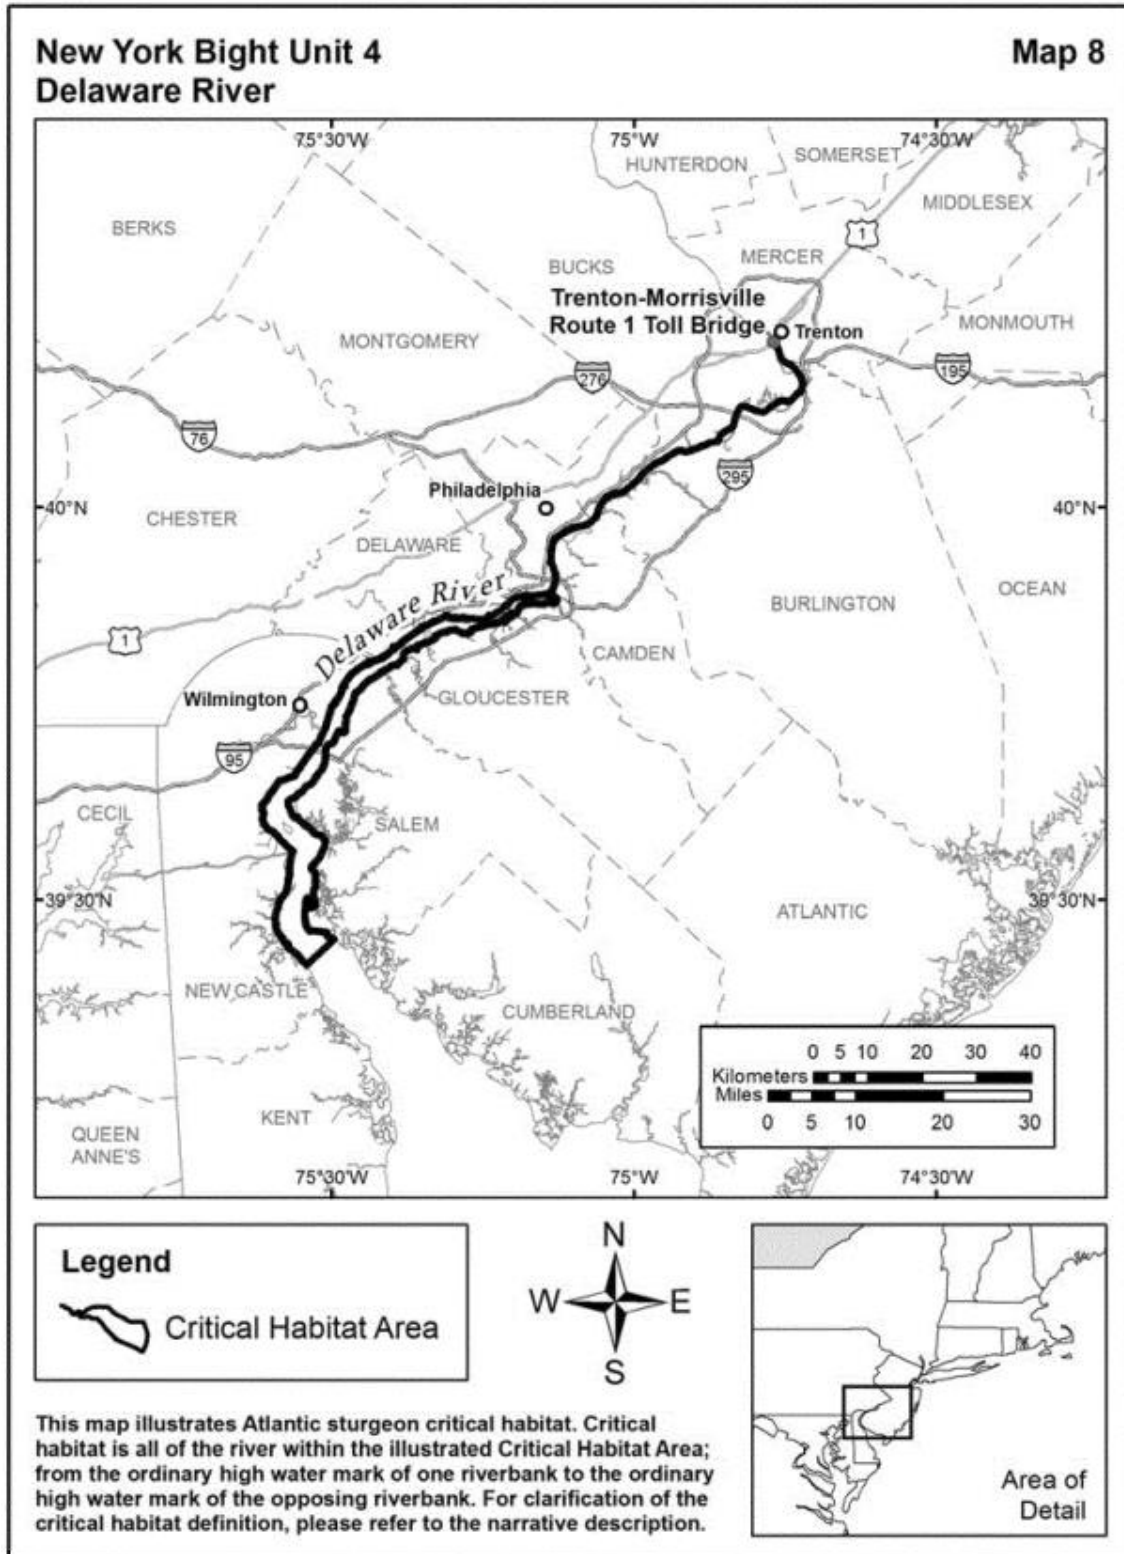 New York Bight Unit 4
Map 8
Delaware River
75°30'W
75°W
74°30'W
HUNTERDON
SOMERSET
MIDDLESEX
BERKS
1
BUCKS
MERCER
Trenton-Morrisville
Route 1 Toll Bridge
Trenton
MONMOUTH
MONTGOMERY
276
195
76
295
Philadelphia
40°N
40°N
CHESTER
DELAWARE
Delaware River
OCEAN
BURLINGTON
1
CAMDEN
Wilmington
GLOUCESTER
95
CECIL
SALEM
39°30'N
39°30'N
ATLANTIC
NEW CASTLE
CUMBERLAND
0 5 10 20 30 40
Kilometers
Miles
0 5 10 20 30
KENT
QUEEN
ANNE'S
75°30'W
75°W
74°30'W
Legend
Critical Habitat Area
N
W
E
S
This map illustrates Atlantic sturgeon critical habitat. Critical
habitat is all of the river within the illustrated Critical Habitat Area;
from the ordinary high water mark of one riverbank to the ordinary
high water mark of the opposing riverbank. For clarification of the
critical habitat definition, please refer to the narrative description.
Area of
Detail